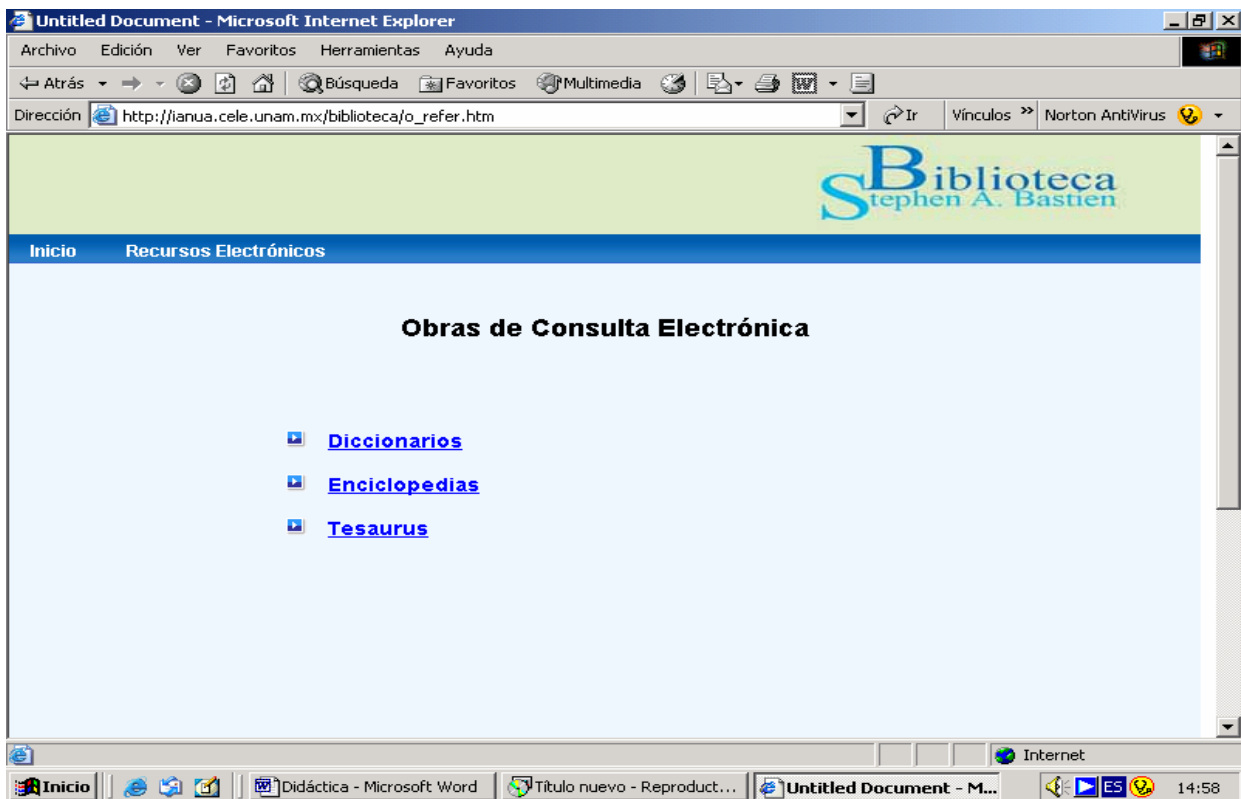 Untitled Document - Microsoft Internet Explorer
Archivo Edición Ver Favoritos Herramientas Ayuda
Atrás Búsqueda Favoritos Multimedia
Dirección http://ianua.cele.unam.mx/biblioteca/o_refer.htm Ir Vínculos » Norton AntiVirus
Biblioteca
Stephen A. Bastien
Inicio Recursos Electrónicos
Obras de Consulta Electrónica
Diccionarios
Enciclopedias
Tesaurus
Internet
Inicio Didáctica - Microsoft Word Título nuevo - Reproduct... Untitled Document - M... ES 14:58